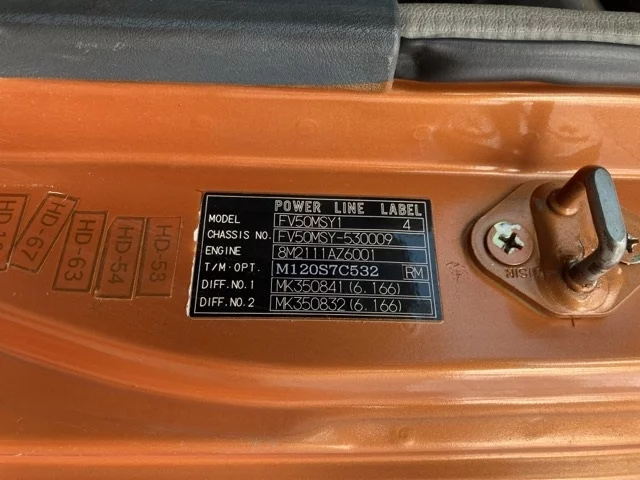 POWER LINE LABEL
MODEL FV50MSY1 4
CHASSIS NO. FV50MSY-530009
ENGINE 8M2111AZ6001
T/M·OPT. M120S7C532 RM
DIFF.NO.1 MK350841(6.166)
DIFF.NO.2 MK350832(6.166)
HD-67
HD-63
HD-54
HD-53